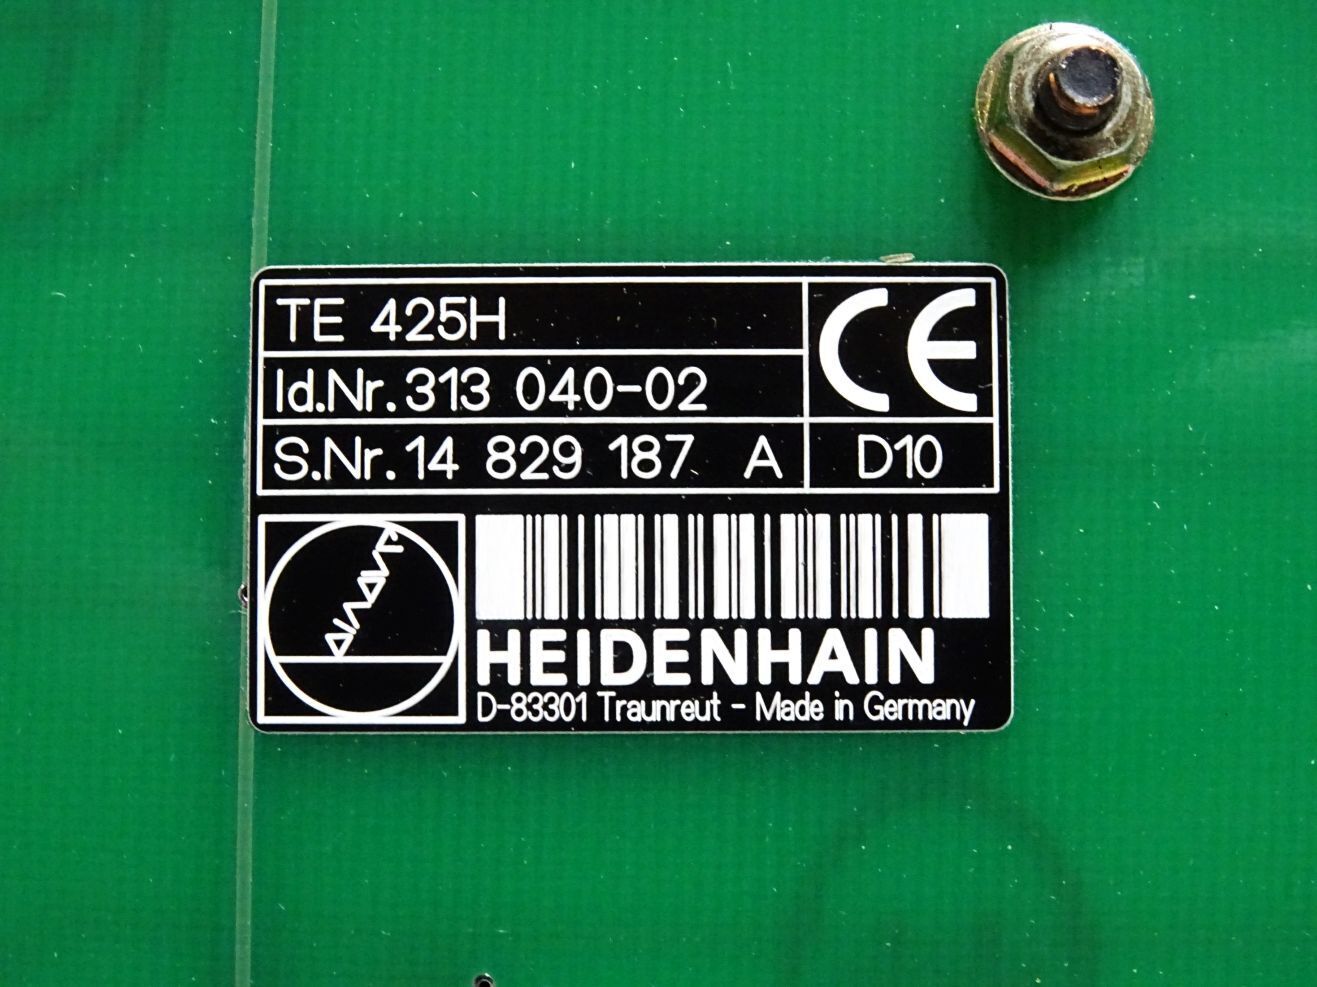 TE 425H
Id.Nr. 313 040-02
S.Nr. 14 829 187 A D10
CE
HEIDENHAIN
D-83301 Traunreut - Made in Germany